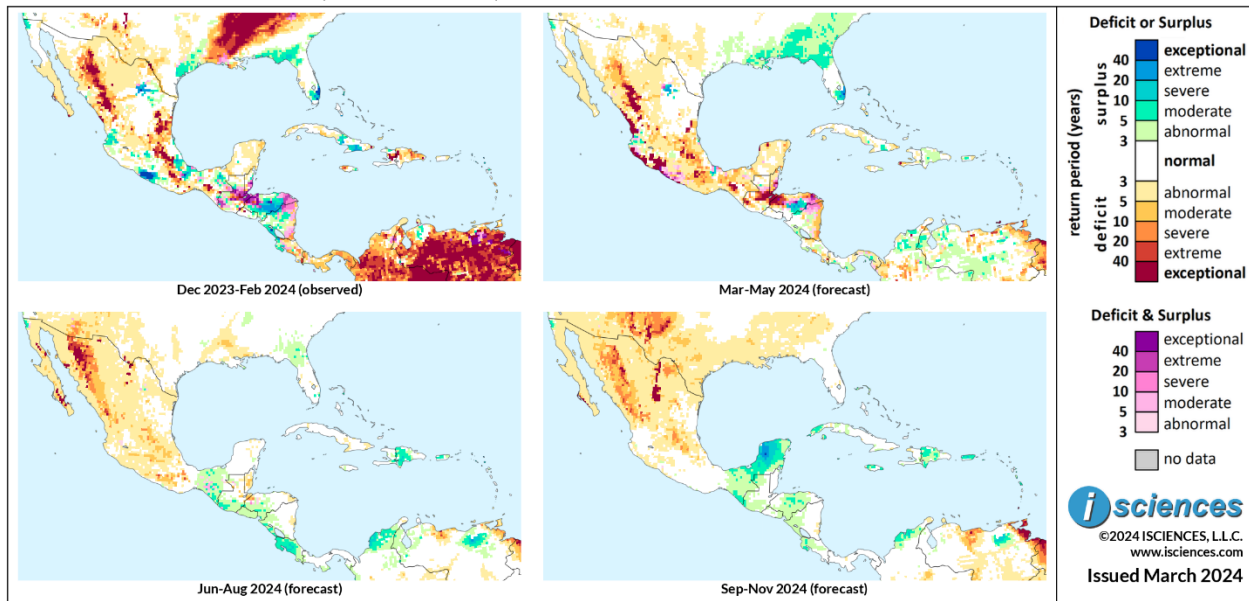 Dec 2023-Feb 2024 (observed)
Mar-May 2024 (forecast)
Jun-Aug 2024 (forecast)
Sep-Nov 2024 (forecast)
Deficit or Surplus
return period (years)
surplus
deficit
exceptional
40
extreme
20
severe
10
moderate
5
abnormal
3
normal
3
abnormal
5
moderate
10
severe
20
extreme
40
exceptional
Deficit & Surplus
exceptional
40
extreme
20
severe
10
moderate
5
abnormal
3
no data
i sciences
©2024 ISCIENCES, L.L.C.
www.isciences.com
Issued March 2024